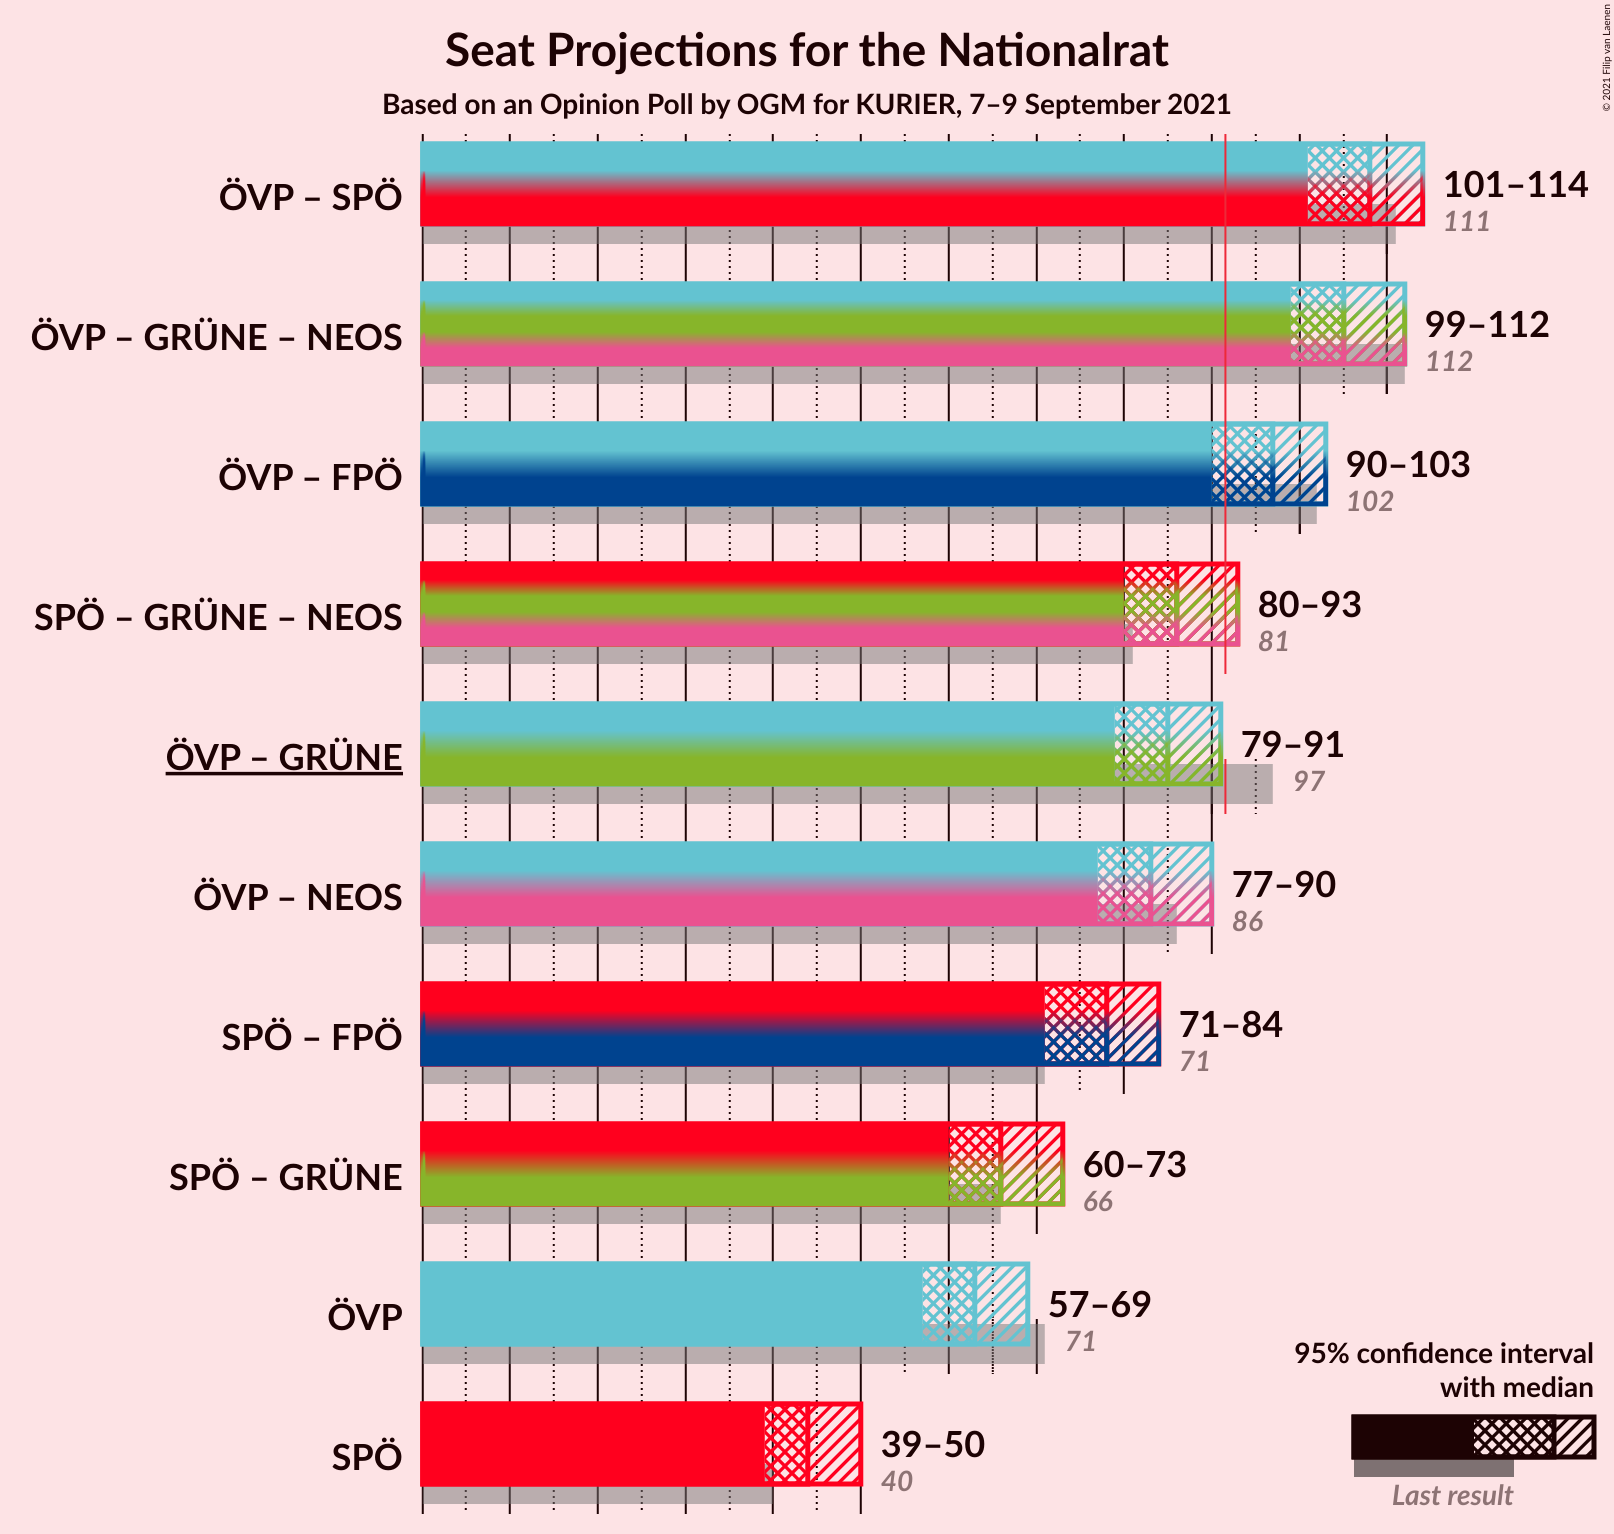 Seat Projections for the Nationalrat
Based on an Opinion Poll by OGM for KURIER, 7–9 September 2021
© 2021 Filip van Laenen
ÖVP – SPÖ
101–114
111
ÖVP – GRÜNE – NEOS
99–112
112
ÖVP – FPÖ
90–103
102
SPÖ – GRÜNE – NEOS
80–93
81
ÖVP – GRÜNE
79–91
97
ÖVP – NEOS
77–90
86
SPÖ – FPÖ
71–84
71
SPÖ – GRÜNE
60–73
66
ÖVP
57–69
71
SPÖ
39–50
40
95% confidence interval
with median
Last result